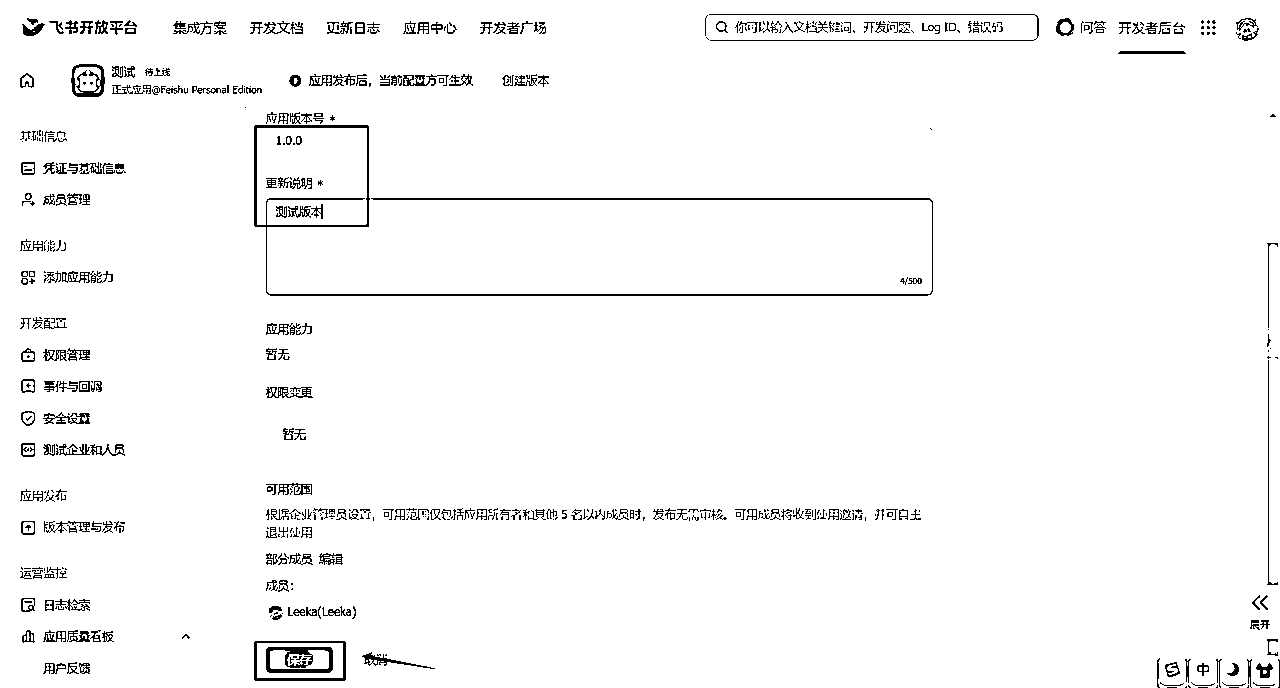 飞书开放平台 集成方案 开发文档 更新日志 应用中心 开发者广场 你可以输入文档关键词、开发问题、Log ID、错误码 问答 开发者后台
测试 待上线
正式应用@Feishu Personal Edition
应用发布后，当前配置方可生效 创建版本
基础信息
凭证与基础信息
成员管理
应用能力
添加应用能力
开发配置
权限管理
事件与回调
安全设置
测试企业和人员
应用发布
版本管理与发布
运营监控
日志检索
应用质量看板
用户反馈
应用版本号 *
1.0.0
更新说明 *
测试版本
4/500
应用能力
暂无
权限变更
暂无
可用范围
根据企业管理员设置，可用范围仅包括应用所有者和其他 5 名以内成员时，发布无需审核。可用成员将收到使用邀请，并可自主
退出使用
部分成员 编辑
成员：
Leeka(Leeka)
保存 取消
展开
中